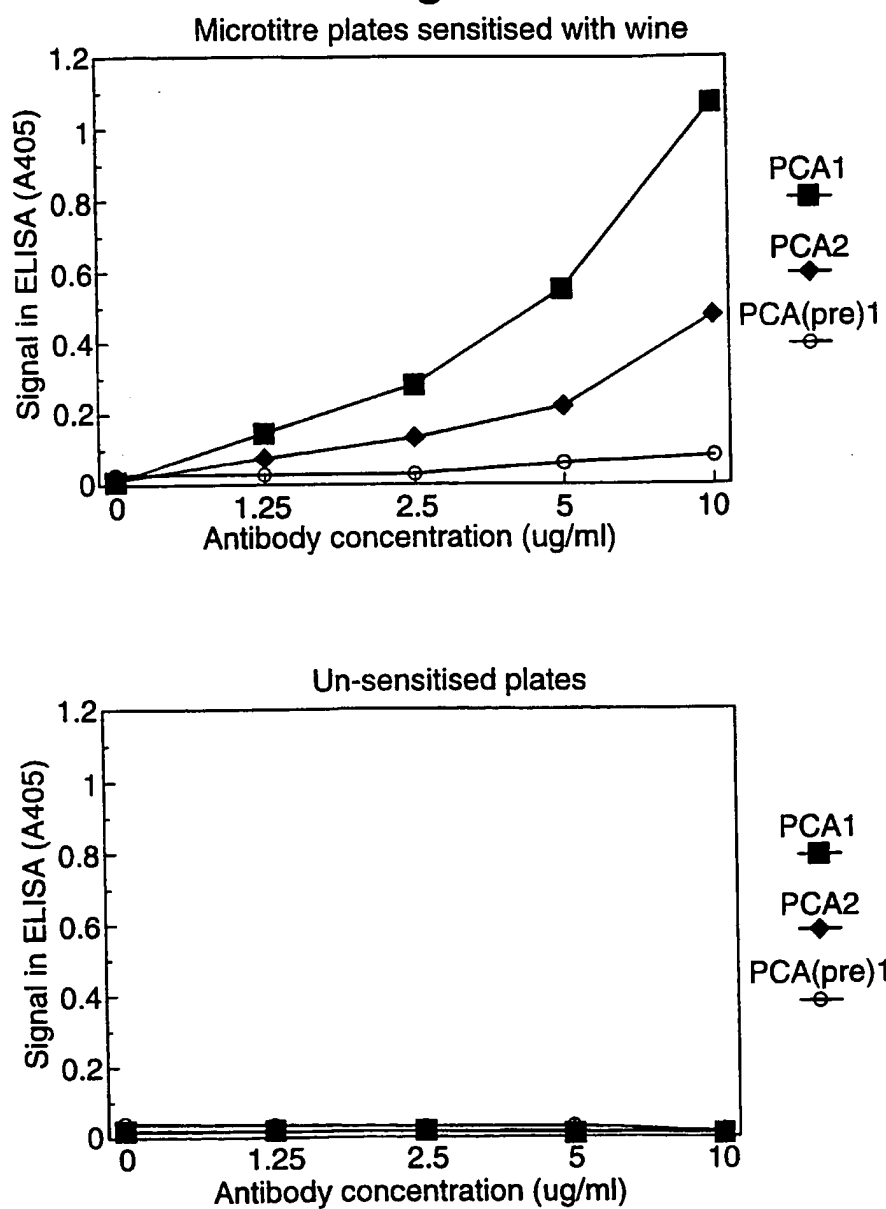 Microtitre plates sensitised with wine
1.2
1
0.8
0.6
0.4
0.2
0
Signal in ELISA (A405)
0 1.25 2.5 5 10
Antibody concentration (ug/ml)
PCA1
PCA2
PCA(pre)1
Un-sensitised plates
1.2
1
0.8
0.6
0.4
0.2
0
Signal in ELISA (A405)
0 1.25 2.5 5 10
Antibody concentration (ug/ml)
PCA1
PCA2
PCA(pre)1